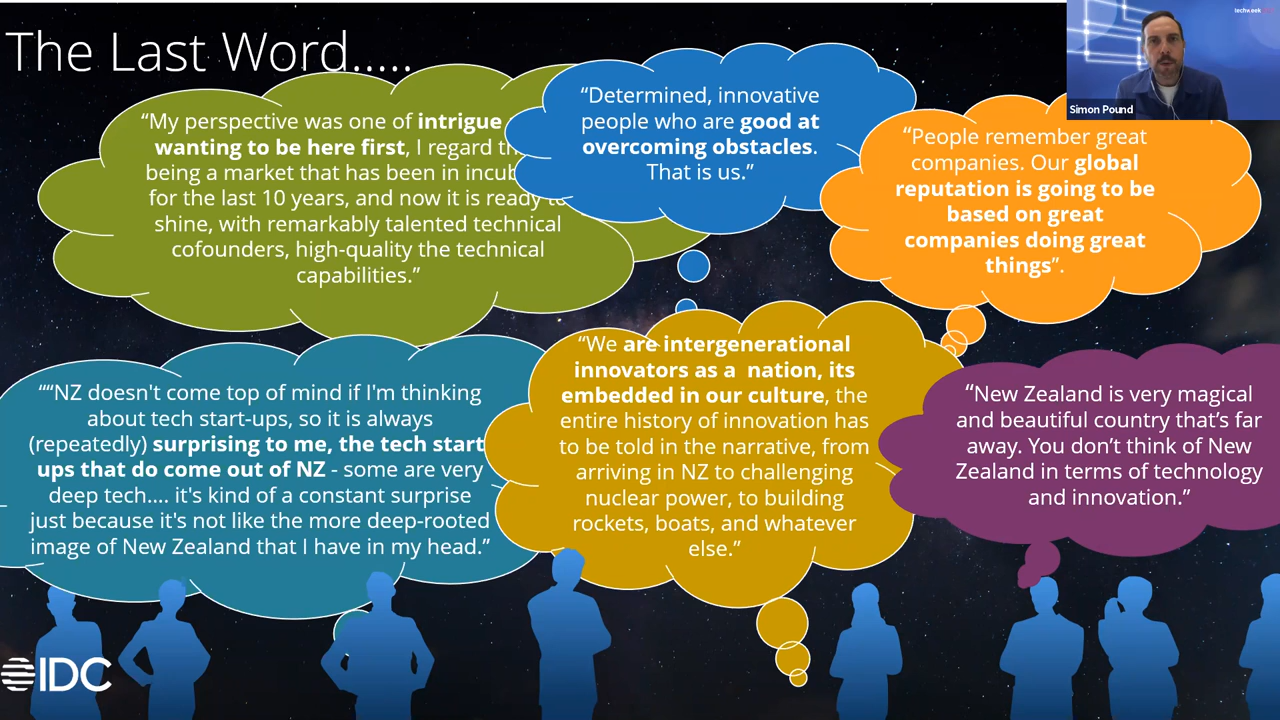 The Last Word.....
techweek
Simon Pound
“My perspective was one of intrigue
wanting to be here first, I regard
being a market that has been in
for the last 10 years, and now it is ready to
shine, with remarkably talented technical
cofounders, high-quality the technical
capabilities.”
“Determined, innovative
people who are good at
overcoming obstacles.
That is us.”
“People remember great
companies. Our global
reputation is going to be
based on great
companies doing great
things”.
““NZ doesn't come top of mind if I'm thinking
about tech start-ups, so it is always
(repeatedly) surprising to me, the tech start
ups that do come out of NZ - some are very
deep tech.... it's kind of a constant surprise
just because it's not like the more deep-rooted
image of New Zealand that I have in my head.”
“We are intergenerational
innovators as a nation, its
embedded in our culture, the
entire history of innovation has
to be told in the narrative, from
arriving in NZ to challenging
nuclear power, to building
rockets, boats, and whatever
else.”
“New Zealand is very magical
and beautiful country that’s far
away. You don’t think of New
Zealand in terms of technology
and innovation.”
IDC